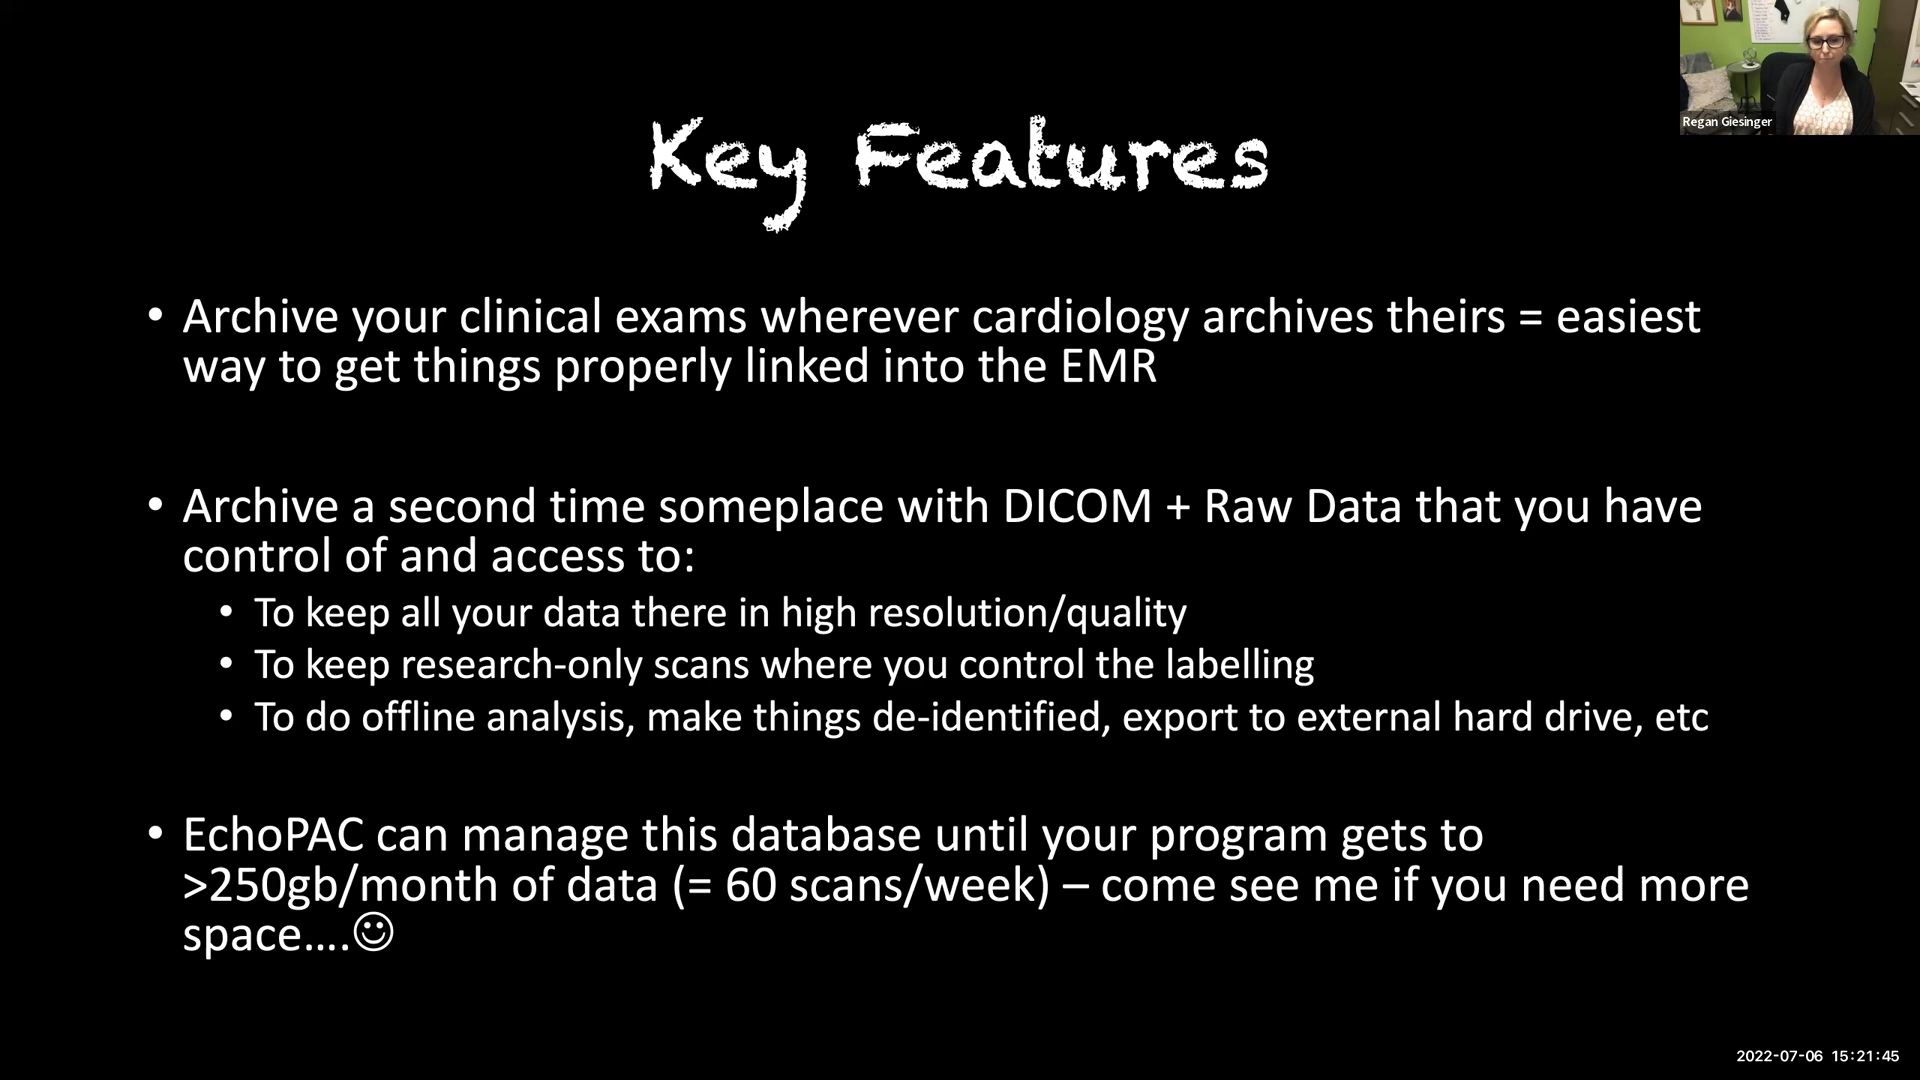 Regan Giesinger
Key Features
• Archive your clinical exams wherever cardiology archives theirs = easiest
way to get things properly linked into the EMR
• Archive a second time someplace with DICOM + Raw Data that you have
control of and access to:
• To keep all your data there in high resolution/quality
• To keep research-only scans where you control the labelling
• To do offline analysis, make things de-identified, export to external hard drive, etc
• EchoPAC can manage this database until your program gets to
>250gb/month of data (= 60 scans/week) – come see me if you need more
space....☺
2022-07-06 15:21:45